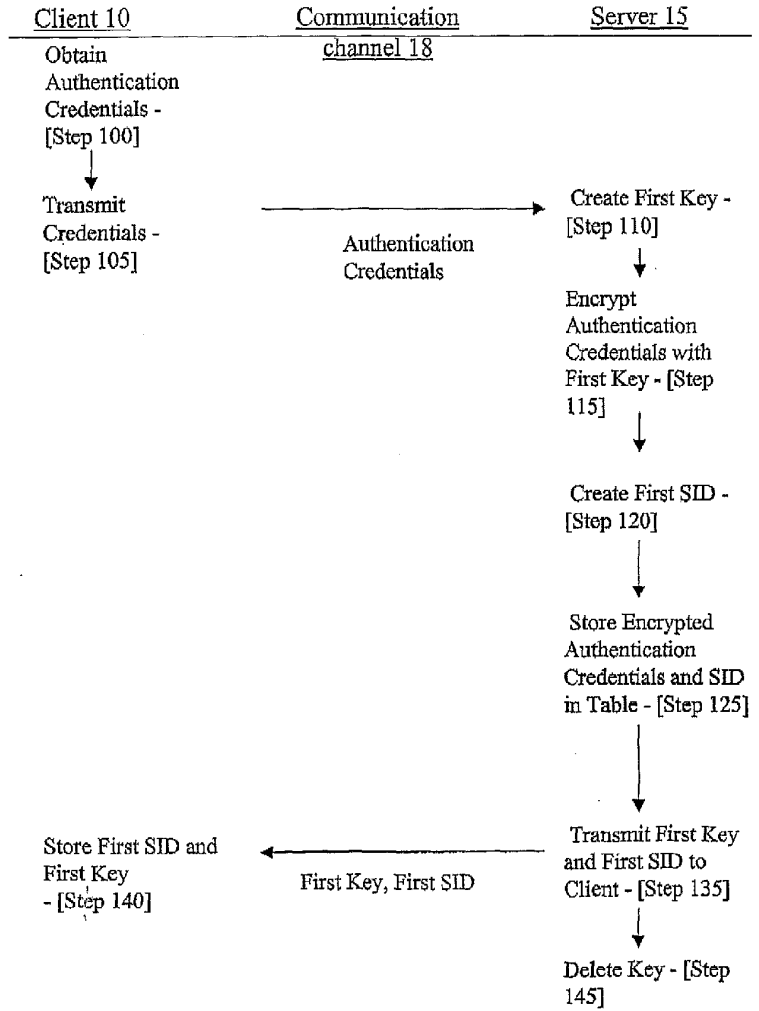 Client 10
Communication
channel 18
Server 15
Obtain
Authentication
Credentials -
[Step 100]
Transmit
Credentials -
[Step 105]
Authentication
Credentials
Create First Key -
[Step 110]
Encrypt
Authentication
Credentials with
First Key - [Step
115]
Create First SID -
[Step 120]
Store Encrypted
Authentication
Credentials and SID
in Table - [Step 125]
Transmit First Key
and First SID to
Client - [Step 135]
First Key, First SID
Store First SID and
First Key
- [Step 140]
Delete Key - [Step
145]